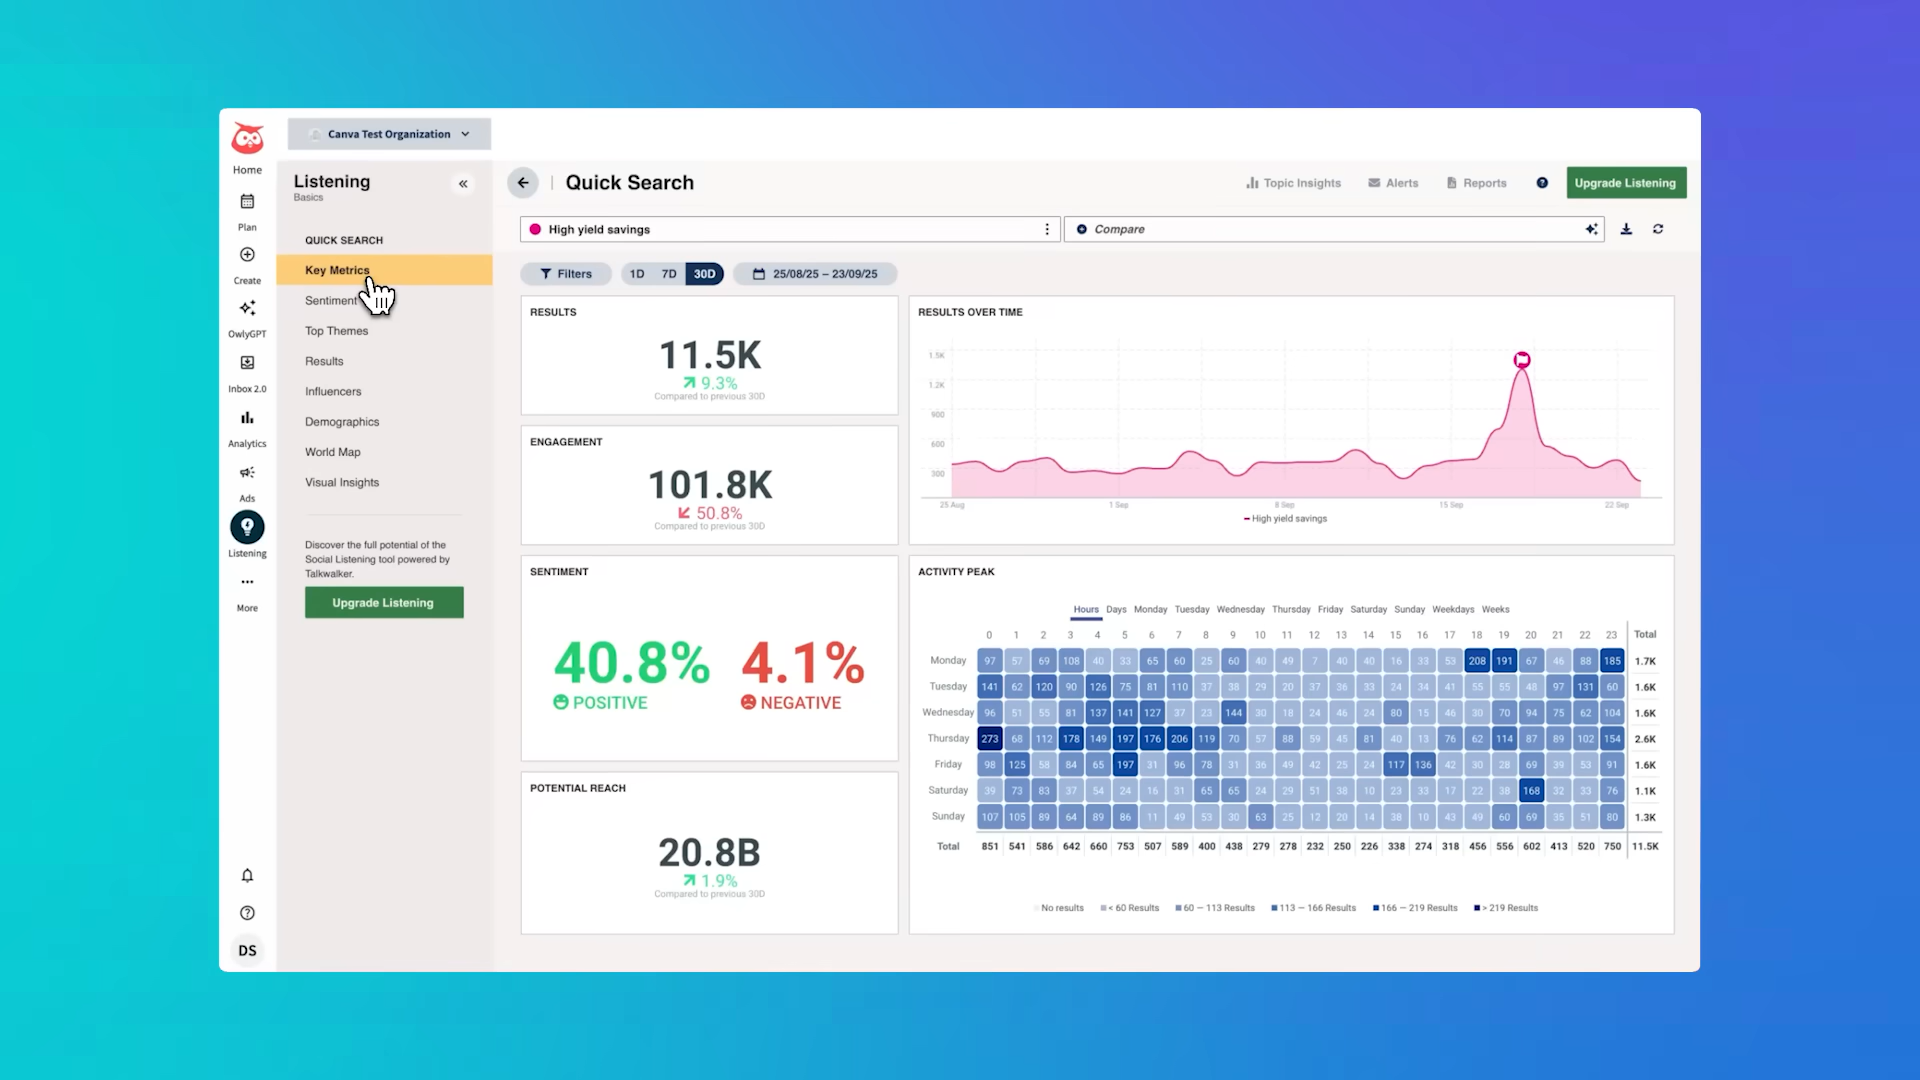 Canva Test Organization
Home
Plan
Create
OwlyGPT
Inbox 2.0
Analytics
Ads
Listening
More
DS
Listening
Basics
QUICK SEARCH
Key Metrics
Sentiment
Top Themes
Results
Influencers
Demographics
World Map
Visual Insights
Discover the full potential of the
Social Listening tool powered by
Talkwalker.
Upgrade Listening
Quick Search
Topic Insights Alerts Reports Upgrade Listening
High yield savings
Compare
Filters 1D 7D 30D 25/08/25 – 23/09/25
RESULTS
11.5K
9.3%
Compared to previous 30D
ENGAGEMENT
101.8K
50.8%
Compared to previous 30D
SENTIMENT
40.8% 4.1%
POSITIVE NEGATIVE
POTENTIAL REACH
20.8B
1.9%
Compared to previous 30D
RESULTS OVER TIME
1.5K
1.2K
900
600
300
25 Aug 1 Sep 8 Sep 15 Sep 22 Sep
High yield savings
ACTIVITY PEAK
Hours Days Monday Tuesday Wednesday Thursday Friday Saturday Sunday Weekdays Weeks
0 1 2 3 4 5 6 7 8 9 10 11 12 13 14 15 16 17 18 19 20 21 22 23 Total
Monday 97 57 69 108 40 33 65 60 25 60 40 49 7 40 40 16 33 53 208 191 67 46 88 185 1.7K
Tuesday 141 62 120 90 126 75 81 110 37 38 29 20 37 36 33 24 34 41 55 55 48 97 131 60 1.6K
Wednesday 96 51 55 81 137 141 127 37 23 144 30 18 24 46 24 80 15 46 30 70 94 75 62 104 1.6K
Thursday 273 68 112 178 149 197 176 206 119 70 57 88 59 45 81 40 13 76 62 114 87 89 102 154 2.6K
Friday 98 125 58 84 65 197 31 96 78 31 36 49 42 25 24 117 136 42 30 28 69 39 53 91 1.6K
Saturday 39 73 83 37 54 24 16 31 65 65 24 29 51 38 10 23 33 17 22 38 168 32 33 76 1.1K
Sunday 107 105 89 64 89 86 11 49 53 30 63 25 12 20 14 38 10 43 49 60 69 35 51 80 1.3K
Total 851 541 586 642 660 753 507 589 400 438 279 278 232 250 226 338 274 318 456 556 602 413 520 750 11.5K
No results < 60 Results 60 – 113 Results 113 – 166 Results 166 – 219 Results > 219 Results